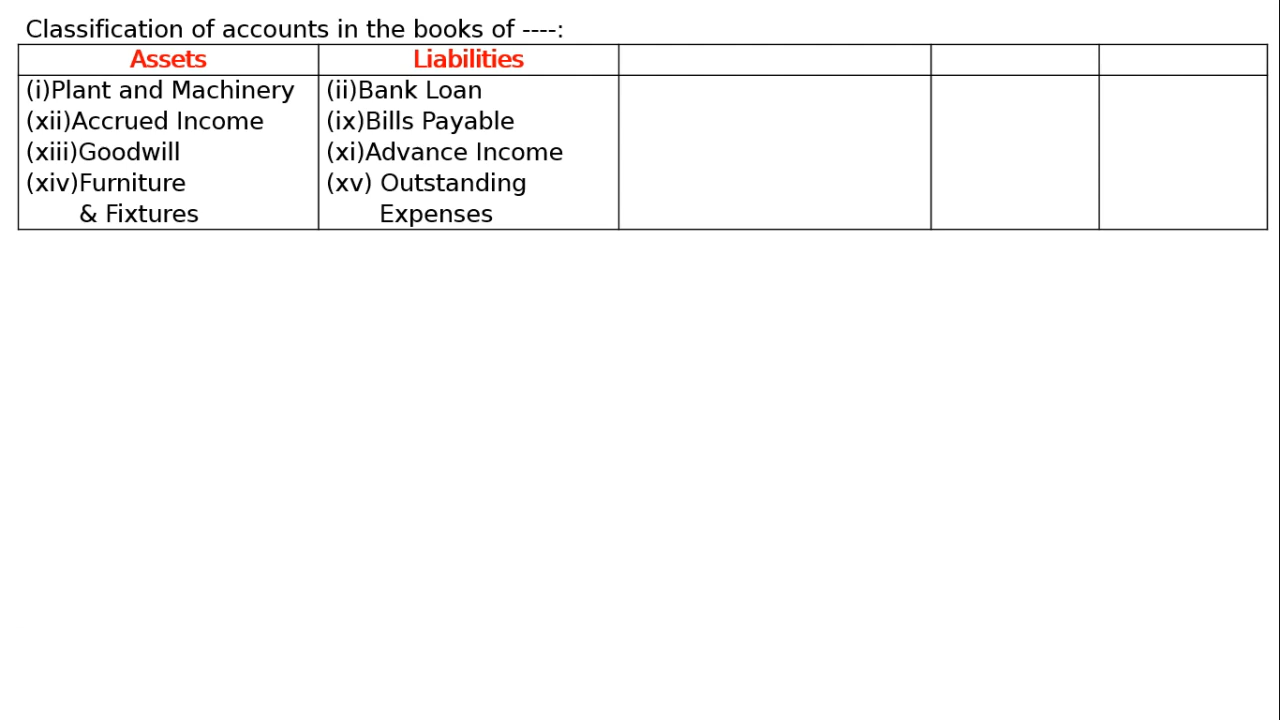 Classification of accounts in the books of ----:
Assets Liabilities
(i)Plant and Machinery (ii)Bank Loan
(xii)Accrued Income (ix)Bills Payable
(xiii)Goodwill (xi)Advance Income
(xiv)Furniture (xv) Outstanding
& Fixtures Expenses